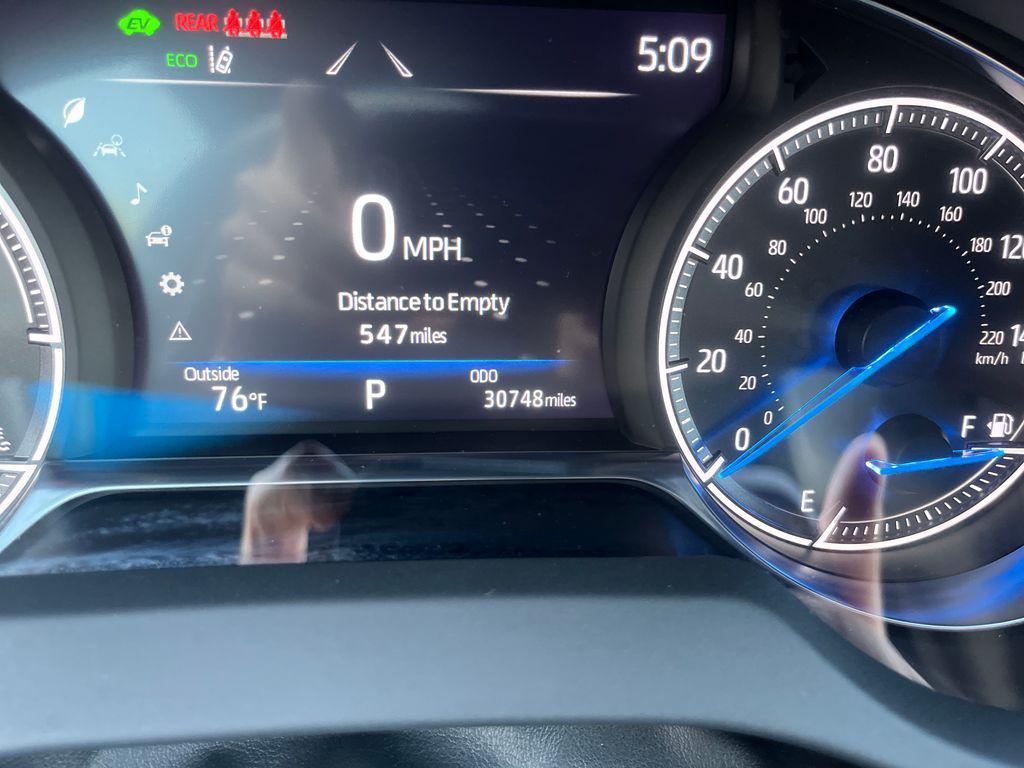 EV REAR
ECO
5:09
0 MPH
Distance to Empty
547 miles
Outside
76°F
P
ODO
30748 miles
0 20 40 60 80 100
0 20 40 60 80 100 120 140 160 180 200 220
km/h
E F